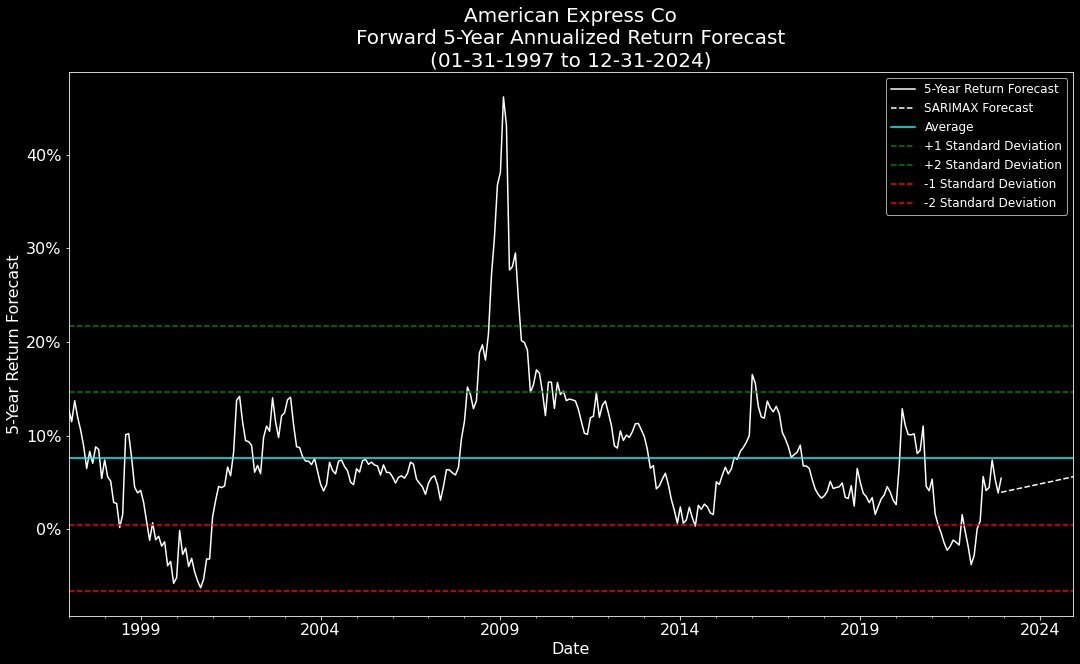 American Express Co
Forward 5-Year Annualized Return Forecast
(01-31-1997 to 12-31-2024)
5-Year Return Forecast
SARIMAX Forecast
Average
+1 Standard Deviation
+2 Standard Deviation
-1 Standard Deviation
-2 Standard Deviation
5-Year Return Forecast
40%
30%
20%
10%
0%
1999 2004 2009 2014 2019 2024
Date